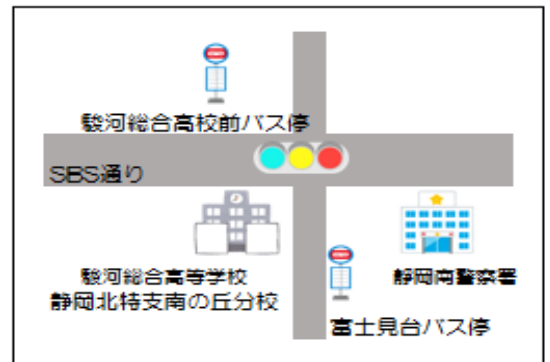 駿河総合高校前バス停
SBS通り
駿河総合高等学校
静岡北特支南の丘分校
静岡南警察署
富士見台バス停